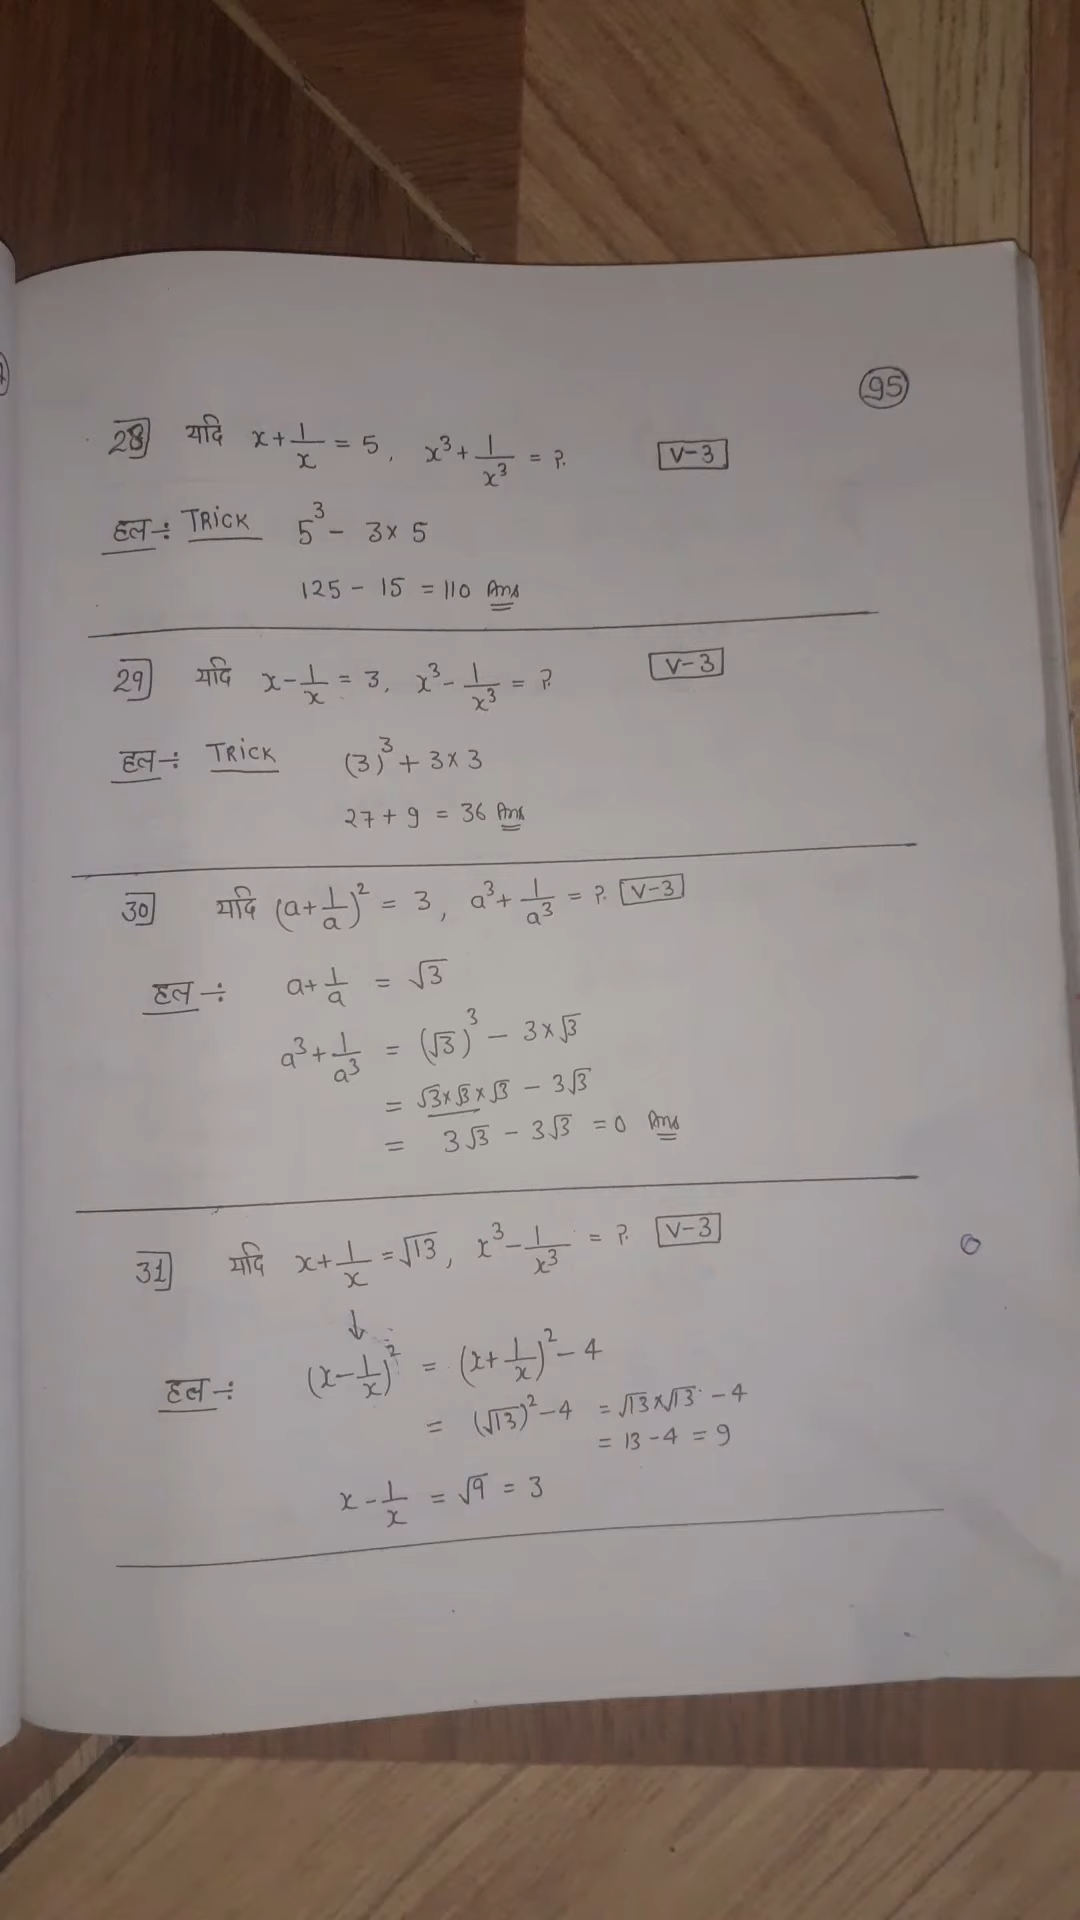 95
28] यदि x+1/x = 5, x³+1/x³ = ?. V-3
हल÷ TRICK 5³ - 3×5
125 - 15 = 110 Ans
29] यदि x-1/x = 3, x³-1/x³ = ?. V-3
हल÷ TRICK (3)³ + 3×3
27 + 9 = 36 Ans
30] यदि (a+1/a)² = 3, a³+1/a³ = ?. V-3
हल÷ a+1/a = √3
a³+1/a³ = (√3)³ - 3×√3
= √3×√3×√3 - 3√3
= 3√3 - 3√3 = 0 Ans
31] यदि x+1/x = √13, x³-1/x³ = ?. V-3
↓
हल÷ (x-1/x)² = (x+1/x)² - 4
= (√13)² - 4 = √13×√13 - 4
= 13 - 4 = 9
x-1/x = √9 = 3